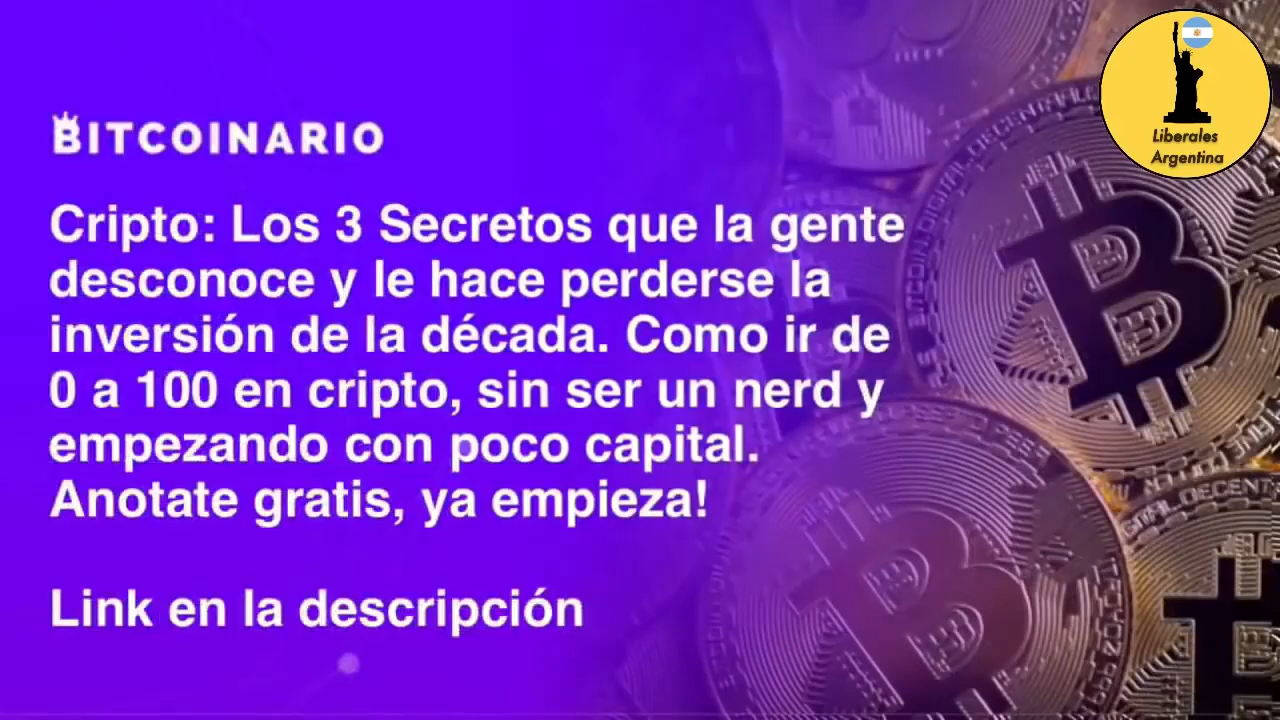 BITCOINARIO
Cripto: Los 3 Secretos que la gente
desconoce y le hace perderse la
inversión de la década. Como ir de
0 a 100 en cripto, sin ser un nerd y
empezando con poco capital.
Anotate gratis, ya empieza!
Link en la descripción
Liberales
Argentina